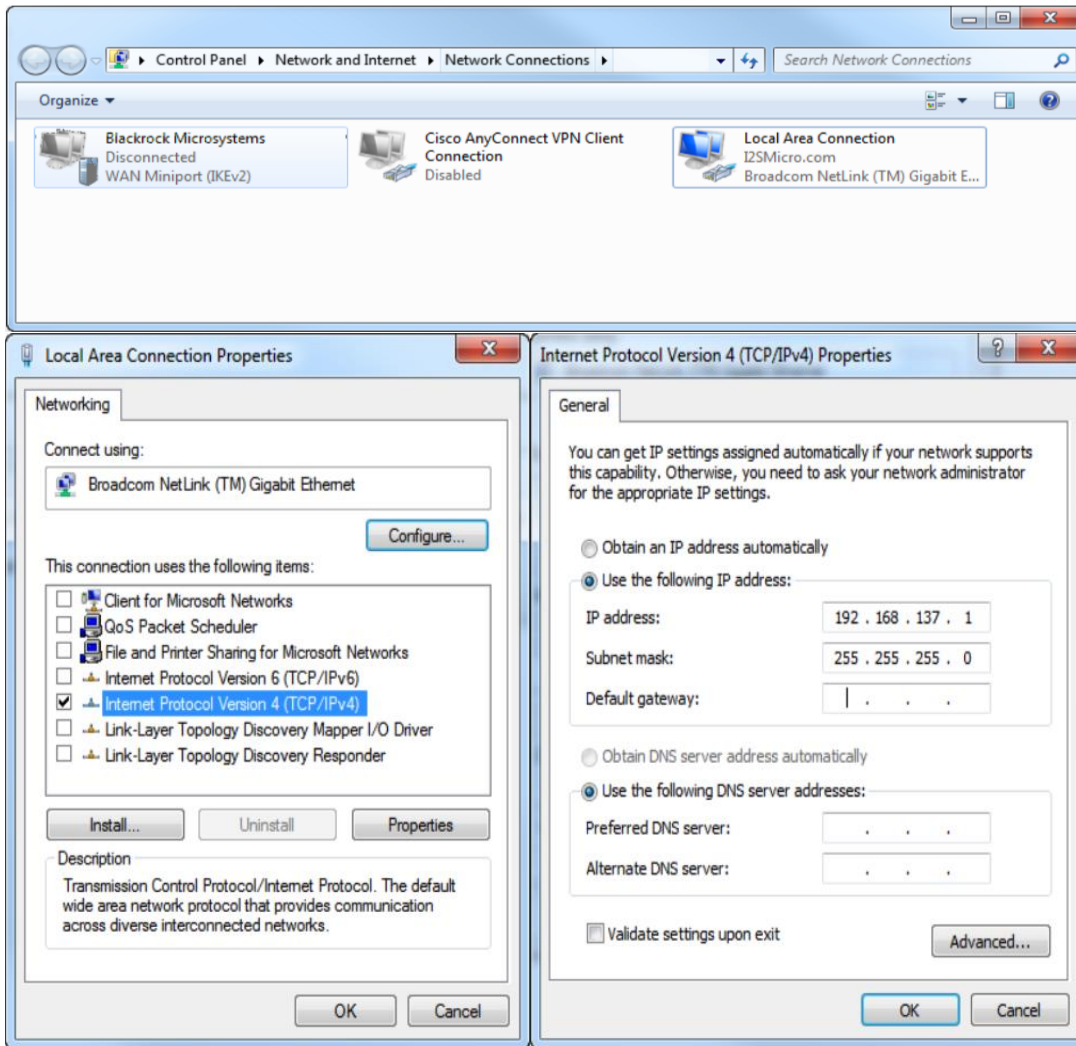 Control Panel Network and Internet Network Connections
Search Network Connections
Organize
Blackrock Microsystems
Disconnected
WAN Miniport (IKEv2)
Cisco AnyConnect VPN Client
Connection
Disabled
Local Area Connection
I2SMicro.com
Broadcom NetLink (TM) Gigabit E...
Local Area Connection Properties
Networking
Connect using:
Broadcom NetLink (TM) Gigabit Ethernet
Configure...
This connection uses the following items:
Client for Microsoft Networks
QoS Packet Scheduler
File and Printer Sharing for Microsoft Networks
Internet Protocol Version 6 (TCP/IPv6)
Internet Protocol Version 4 (TCP/IPv4)
Link-Layer Topology Discovery Mapper I/O Driver
Link-Layer Topology Discovery Responder
Install... Uninstall Properties
Description
Transmission Control Protocol/Internet Protocol. The default
wide area network protocol that provides communication
across diverse interconnected networks.
OK Cancel
Internet Protocol Version 4 (TCP/IPv4) Properties
General
You can get IP settings assigned automatically if your network supports
this capability. Otherwise, you need to ask your network administrator
for the appropriate IP settings.
Obtain an IP address automatically
Use the following IP address:
IP address: 192 . 168 . 137 . 1
Subnet mask: 255 . 255 . 255 . 0
Default gateway: . . .
Obtain DNS server address automatically
Use the following DNS server addresses:
Preferred DNS server: . . .
Alternate DNS server: . . .
Validate settings upon exit
Advanced...
OK Cancel